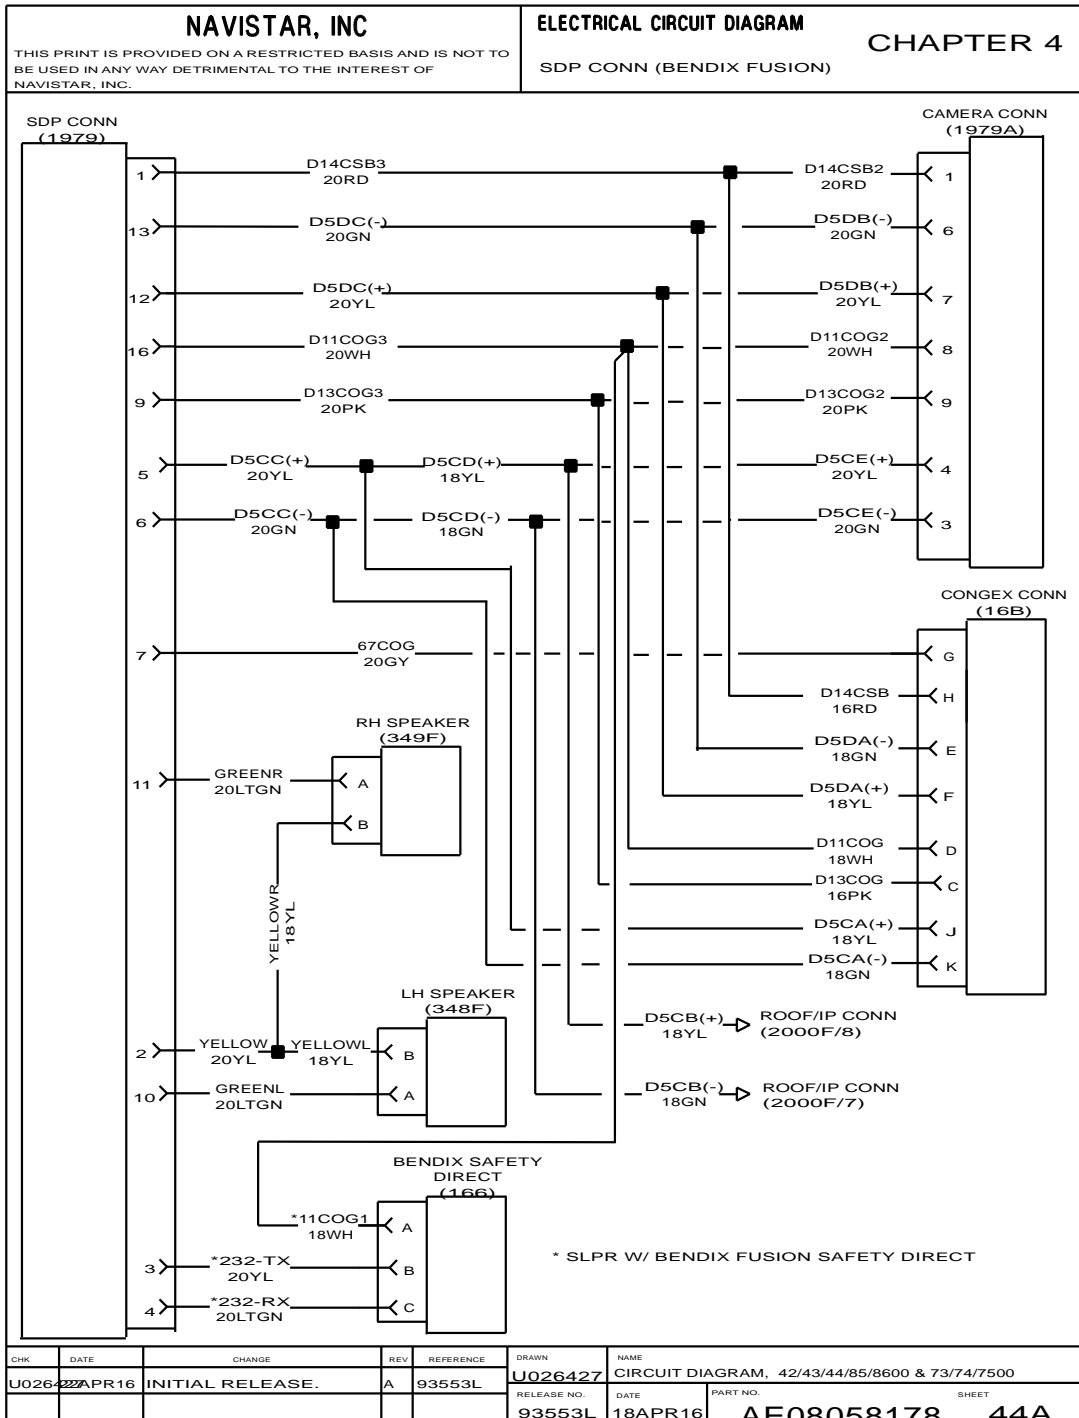 NAVISTAR, INC
THIS PRINT IS PROVIDED ON A RESTRICTED BASIS AND IS NOT TO
BE USED IN ANY WAY DETRIMENTAL TO THE INTEREST OF
NAVISTAR, INC.
ELECTRICAL CIRCUIT DIAGRAM
CHAPTER 4
SDP CONN (BENDIX FUSION)
SDP CONN
(1979)
CAMERA CONN
(1979A)
1
D14CSB3
20RD
D14CSB2
20RD
1
13
D5DC(-)
20GN
D5DB(-)
20GN
6
12
D5DC(+)
20YL
D5DB(+)
20YL
7
16
D11COG3
20WH
D11COG2
20WH
8
9
D13COG3
20PK
D13COG2
20PK
9
5
D5CC(+)
20YL
D5CD(+)
18YL
D5CE(+)
20YL
4
6
D5CC(-)
20GN
D5CD(-)
18GN
D5CE(-)
20GN
3
CONGEX CONN
(16B)
7
67COG
20GY
G
D14CSB
16RD
H
RH SPEAKER
(349F)
D5DA(-)
18GN
E
11
GREENR
20LTGN
A
D5DA(+)
18YL
F
B
D11COG
18WH
D
D13COG
16PK
C
YELLOWR
18YL
D5CA(+)
18YL
J
D5CA(-)
18GN
K
LH SPEAKER
(348F)
D5CB(+)
18YL
ROOF/IP CONN
(2000F/8)
2
YELLOW
20YL
YELLOWL
18YL
B
10
GREENL
20LTGN
A
D5CB(-)
18GN
ROOF/IP CONN
(2000F/7)
BENDIX SAFETY
DIRECT
(166)
*11COG1
18WH
A
* SLPR W/ BENDIX FUSION SAFETY DIRECT
3
*232-TX
20YL
B
4
*232-RX
20LTGN
C
CHK DATE CHANGE REV REFERENCE DRAWN NAME
U026427 22APR16 INITIAL RELEASE. A 93553L U026427 CIRCUIT DIAGRAM, 42/43/44/85/8600 & 73/74/7500
RELEASE NO. DATE PART NO. SHEET
93553L 18APR16 AE08058178 44A